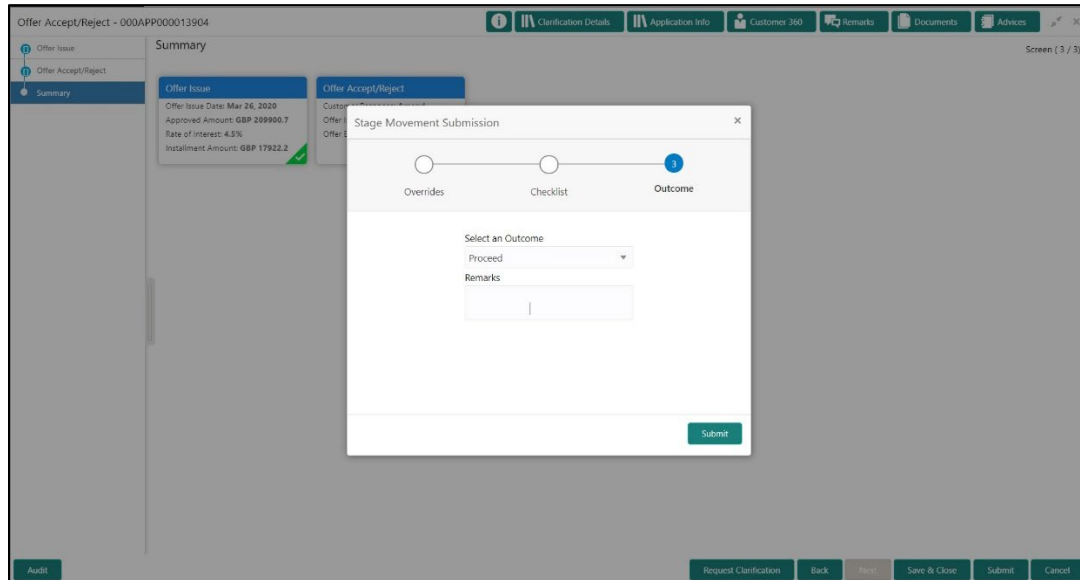 Offer Accept/Reject - 000APP000013904
Clarification Details
Application Info
Customer 360
Remarks
Documents
Advices
Offer Issue
Offer Accept/Reject
Summary
Summary
Screen ( 3 / 3)
Offer Issue
Offer Issue Date: Mar 26, 2020
Approved Amount: GBP 209900.7
Rate of Interest: 4.5%
Installment Amount: GBP 17922.2
Offer Accept/Reject
Offer
Offer
Stage Movement Submission
3
Overrides
Checklist
Outcome
Select an Outcome
Proceed
Remarks
Submit
Audit
Request Clarification
Back
Next
Save & Close
Submit
Cancel